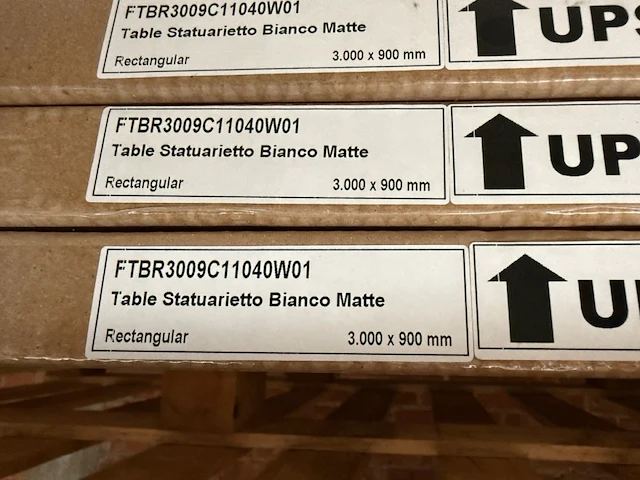 FTBR3009C11040W01
Table Statuarietto Bianco Matte
Rectangular 3.000 x 900 mm
UPS
FTBR3009C11040W01
Table Statuarietto Bianco Matte
Rectangular 3.000 x 900 mm
UP
FTBR3009C11040W01
Table Statuarietto Bianco Matte
Rectangular 3.000 x 900 mm
U